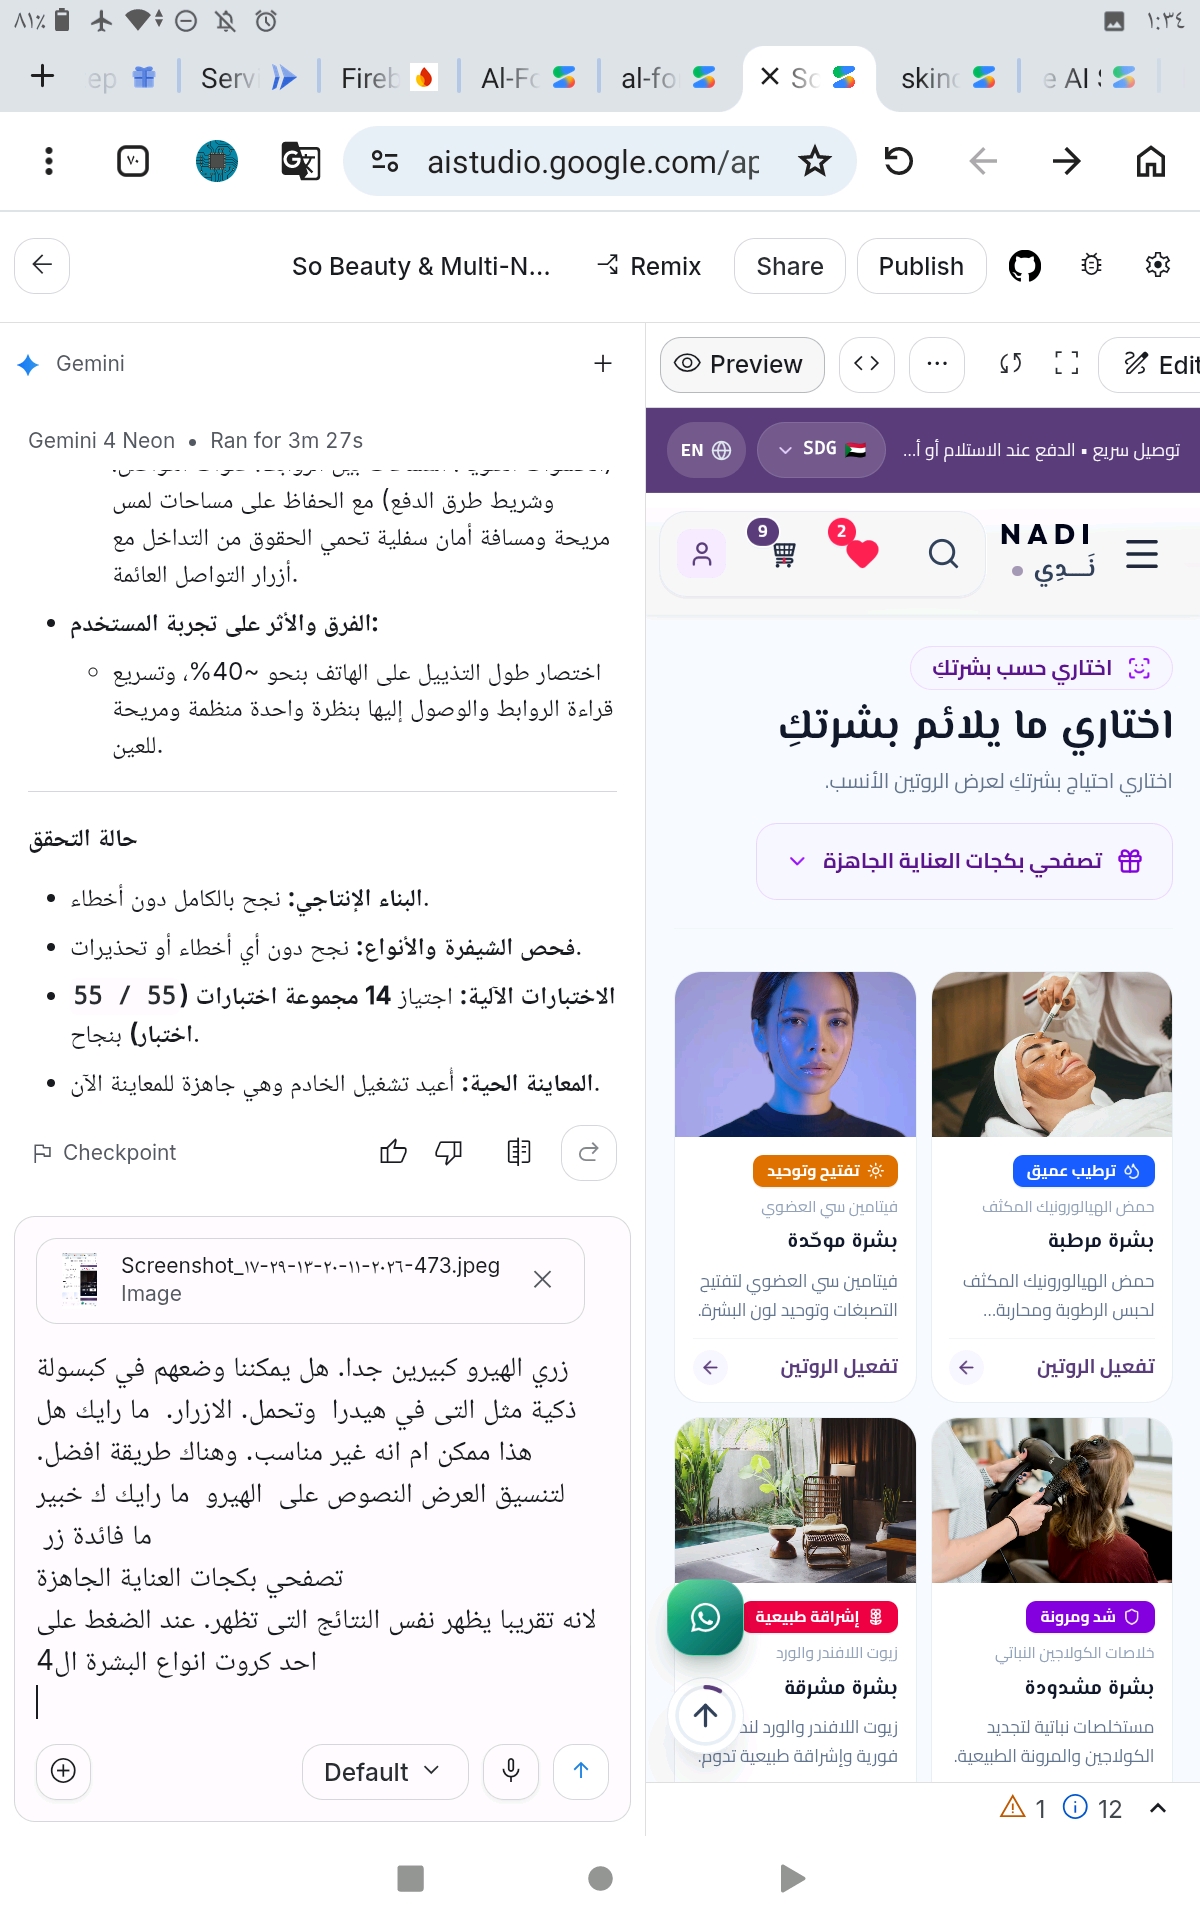 ٨١٪ ١:٣٤
ep Servi Fireb Al-Fo al-fo So skinc e AI S
٧٠ aistudio.google.com/ap
So Beauty & Multi-N... Remix Share Publish
Gemini
Gemini 4 Neon • Ran for 3m 27s
وشريط طرق الدفع) مع الحفاظ على مساحات لمس
مريحة ومسافة أمان سفلية تحمي الحقوق من التداخل مع
أزرار التواصل العائمة.
الفرق والأثر على تجربة المستخدم:
اختصار طول التذييل على الهاتف بنحو ~40%، وتسريع
قراءة الروابط والوصول إليها بنظرة واحدة منظمة ومريحة
للعين.
حالة التحقق
البناء الإنتاجي: نجح بالكامل دون أخطاء.
فحص الشيفرة والأنواع: نجح دون أي أخطاء أو تحذيرات.
الاختبارات الآلية: اجتياز 14 مجموعة اختبارات (55 / 55
اختبار) بنجاح.
المعاينة الحية: أعيد تشغيل الخادم وهي جاهزة للمعاينة الآن.
Checkpoint
Screenshot_٢٠٢٦-١١-٢٠-١٣-٢٩-١٧-473.jpeg
Image
زري الهيرو كبيرين جدا. هل يمكننا وضعهم في كبسولة
ذكية مثل التى في هيدرا وتحمل. الازرار. ما رايك هل
هذا ممكن ام انه غير مناسب. وهناك طريقة افضل.
لتنسيق العرض النصوص على الهيرو ما رايك ك خبير
ما فائدة زر
تصفحي بكجات العناية الجاهزة
لانه تقريبا يظهر نفس النتائج التى تظهر. عند الضغط على
احد كروت انواع البشرة ال4
Default
Preview Edit
توصيل سريع • الدفع عند الاستلام أو أ... SDG EN
NADI 2 9
نَـــدِي
اختاري حسب بشرتكِ
اختاري ما يلائم بشرتكِ
اختاري احتياج بشرتكِ لعرض الروتين الأنسب.
تصفحي بكجات العناية الجاهزة
ترطيب عميق
حمض الهيالورونيك المكثف
بشرة مرطبة
حمض الهيالورونيك المكثف
لحبس الرطوبة ومحاربة...
تفعيل الروتين
تفتيح وتوحيد
فيتامين سي العضوي
بشرة موحّدة
فيتامين سي العضوي لتفتيح
التصبغات وتوحيد لون البشرة.
تفعيل الروتين
شد ومرونة
خلاصات الكولاجين النباتي
بشرة مشدودة
مستخلصات نباتية لتجديد
الكولاجين والمرونة الطبيعية.
إشراقة طبيعية
زيوت اللافندر والورد
بشرة مشرقة
زيوت اللافندر والورد
فورية وإشراقة طبيعية تدوم.
1 12